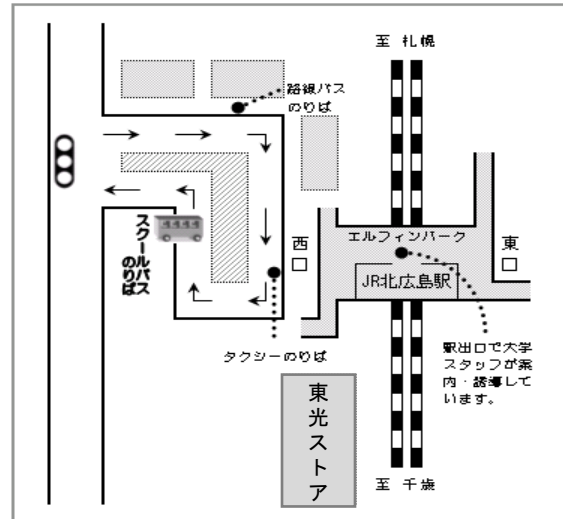 至 札幌
路線バス
のりば
西口
エルフィンパーク
東口
JR北広島駅
スクールバス
のりば
タクシーのりば
駅出口で大学
スタッフが案
内・誘導して
います。
東光ストア
至 千歳